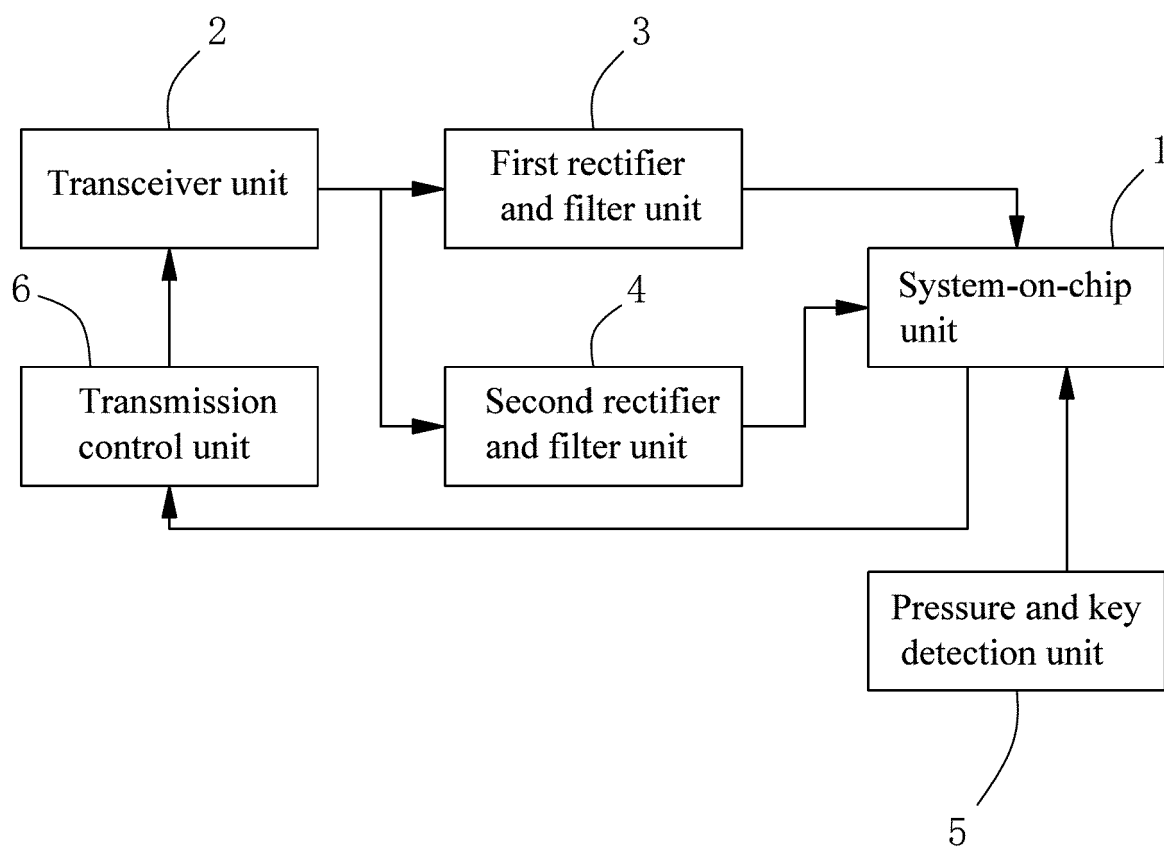 2
3
1
Transceiver unit
First rectifier
and filter unit
6
4
System-on-chip
unit
Transmission
control unit
Second rectifier
and filter unit
Pressure and key
detection unit
5